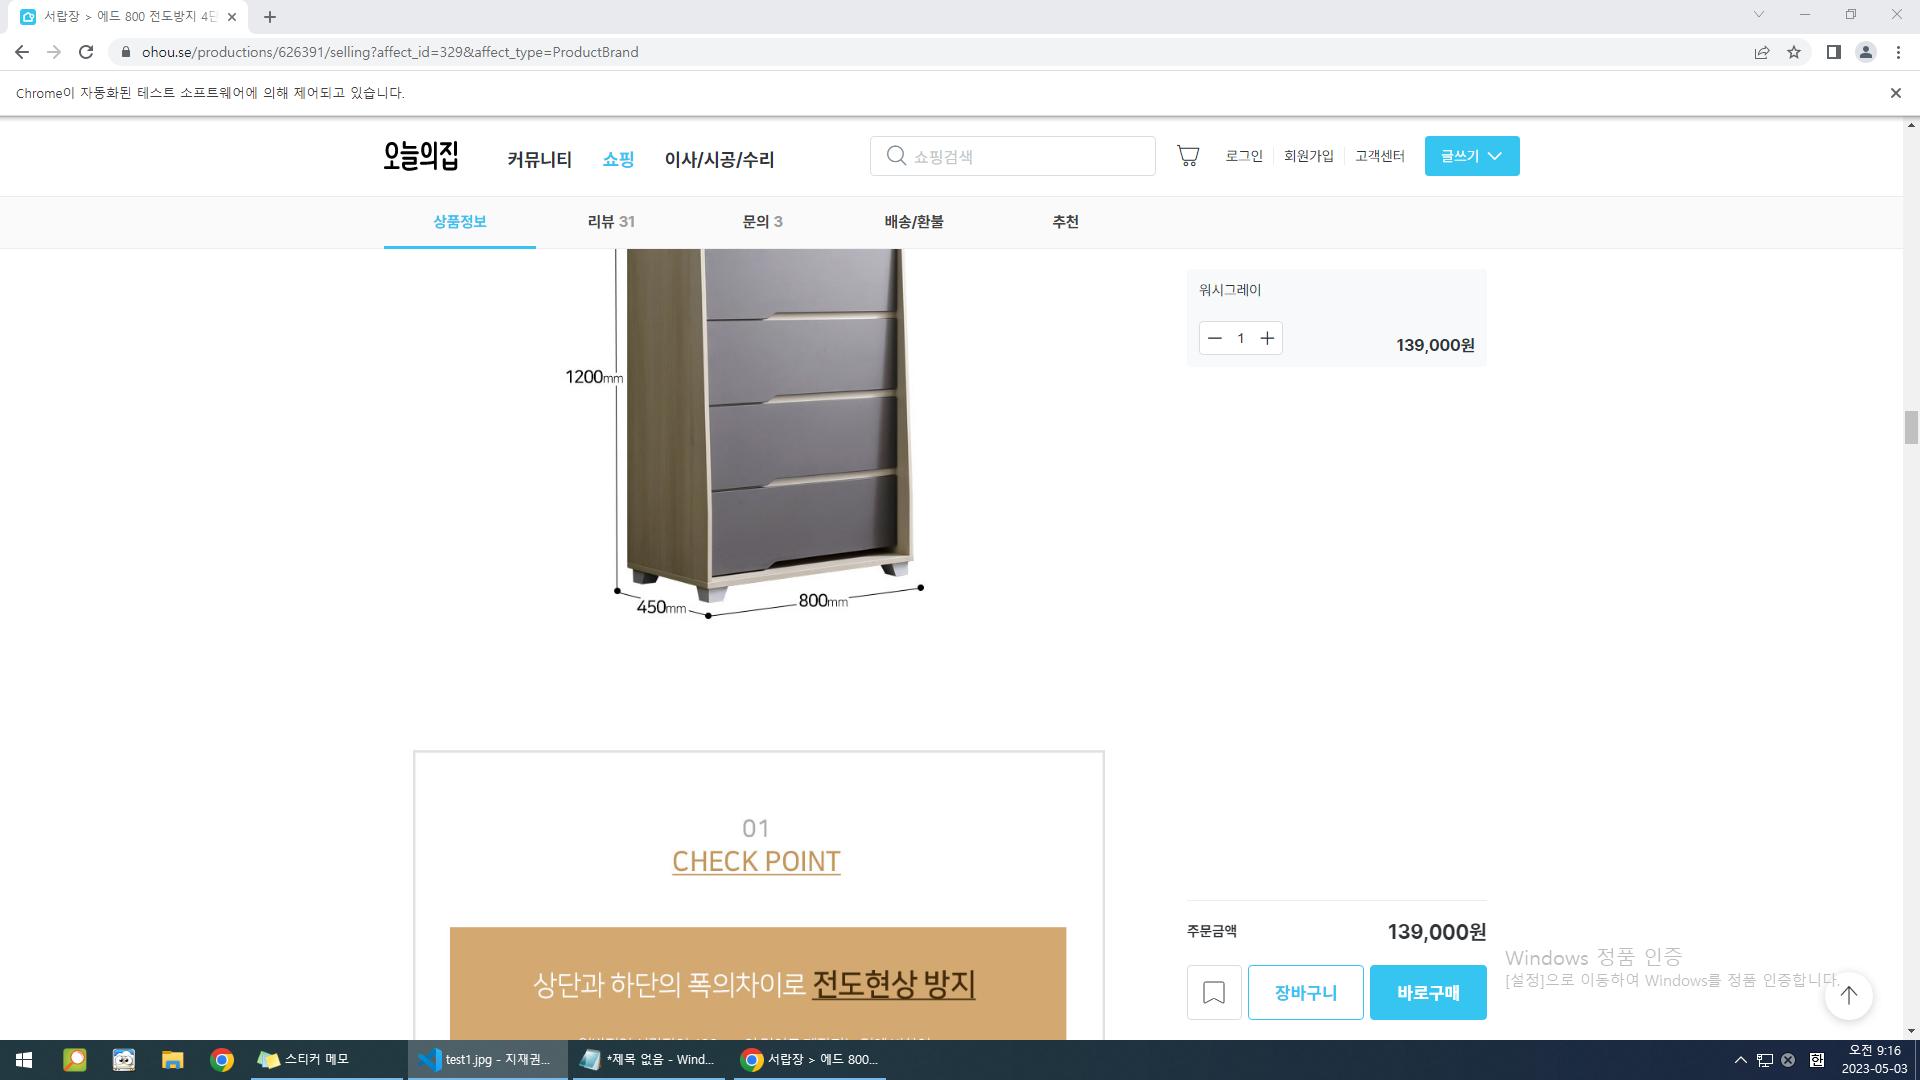 서랍장 > 에드 800 전도방지 4단
ohou.se/productions/626391/selling?affect_id=329&affect_type=ProductBrand
Chrome이 자동화된 테스트 소프트웨어에 의해 제어되고 있습니다.
오늘의집
커뮤니티
쇼핑
이사/시공/수리
쇼핑검색
로그인
회원가입
고객센터
글쓰기
상품정보
리뷰 31
문의 3
배송/환불
추천
워시그레이
1
139,000원
1200mm
450mm
800mm
01
CHECK POINT
상단과 하단의 폭의차이로 전도현상 방지
주문금액
139,000원
장바구니
바로구매
Windows 정품 인증
[설정]으로 이동하여 Windows를 정품 인증합니다.
스티커 메모
test1.jpg - 지재권...
*제목 없음 - Wind...
서랍장 > 에드 800...
한
오전 9:16
2023-05-03